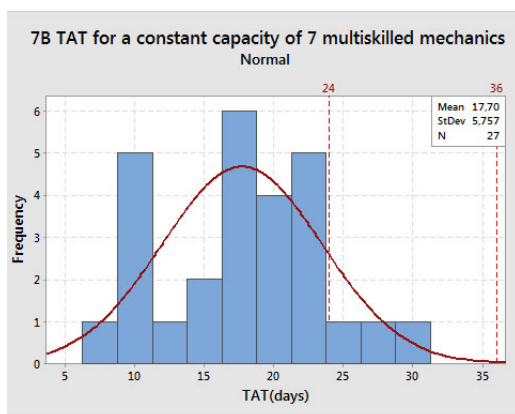 7B TAT for a constant capacity of 7 multiskilled mechanics
Normal
24 36
Mean 17,70
StDev 5,757
N 27
6
5
4
3
2
1
0
Frequency
5 10 15 20 25 30 35
TAT(days)